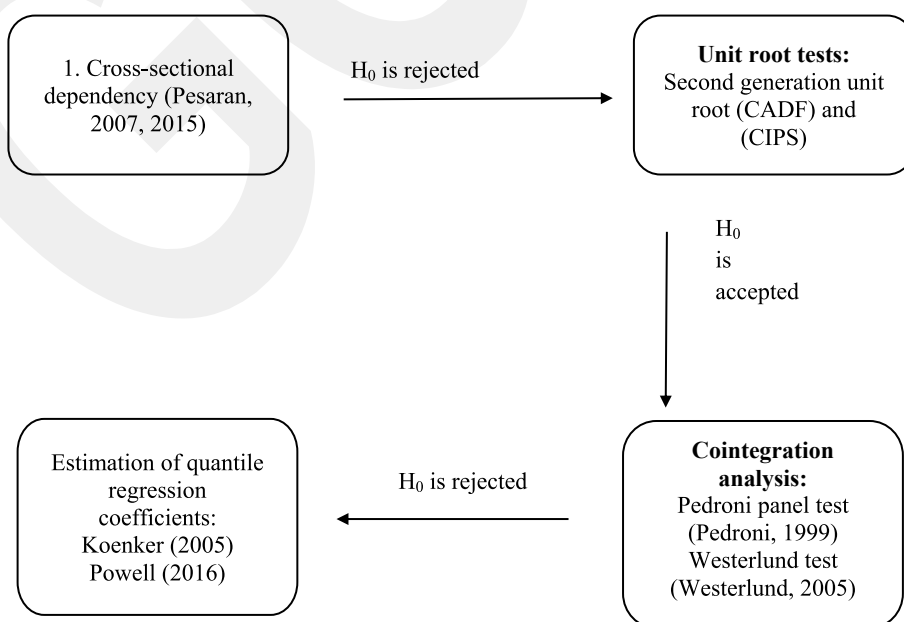 1. Cross-sectional
dependency (Pesaran,
2007, 2015)
H₀ is rejected
Unit root tests:
Second generation unit
root (CADF) and
(CIPS)
H₀
is
accepted
Cointegration
analysis:
Pedroni panel test
(Pedroni, 1999)
Westerlund test
(Westerlund, 2005)
H₀ is rejected
Estimation of quantile
regression
coefficients:
Koenker (2005)
Powell (2016)